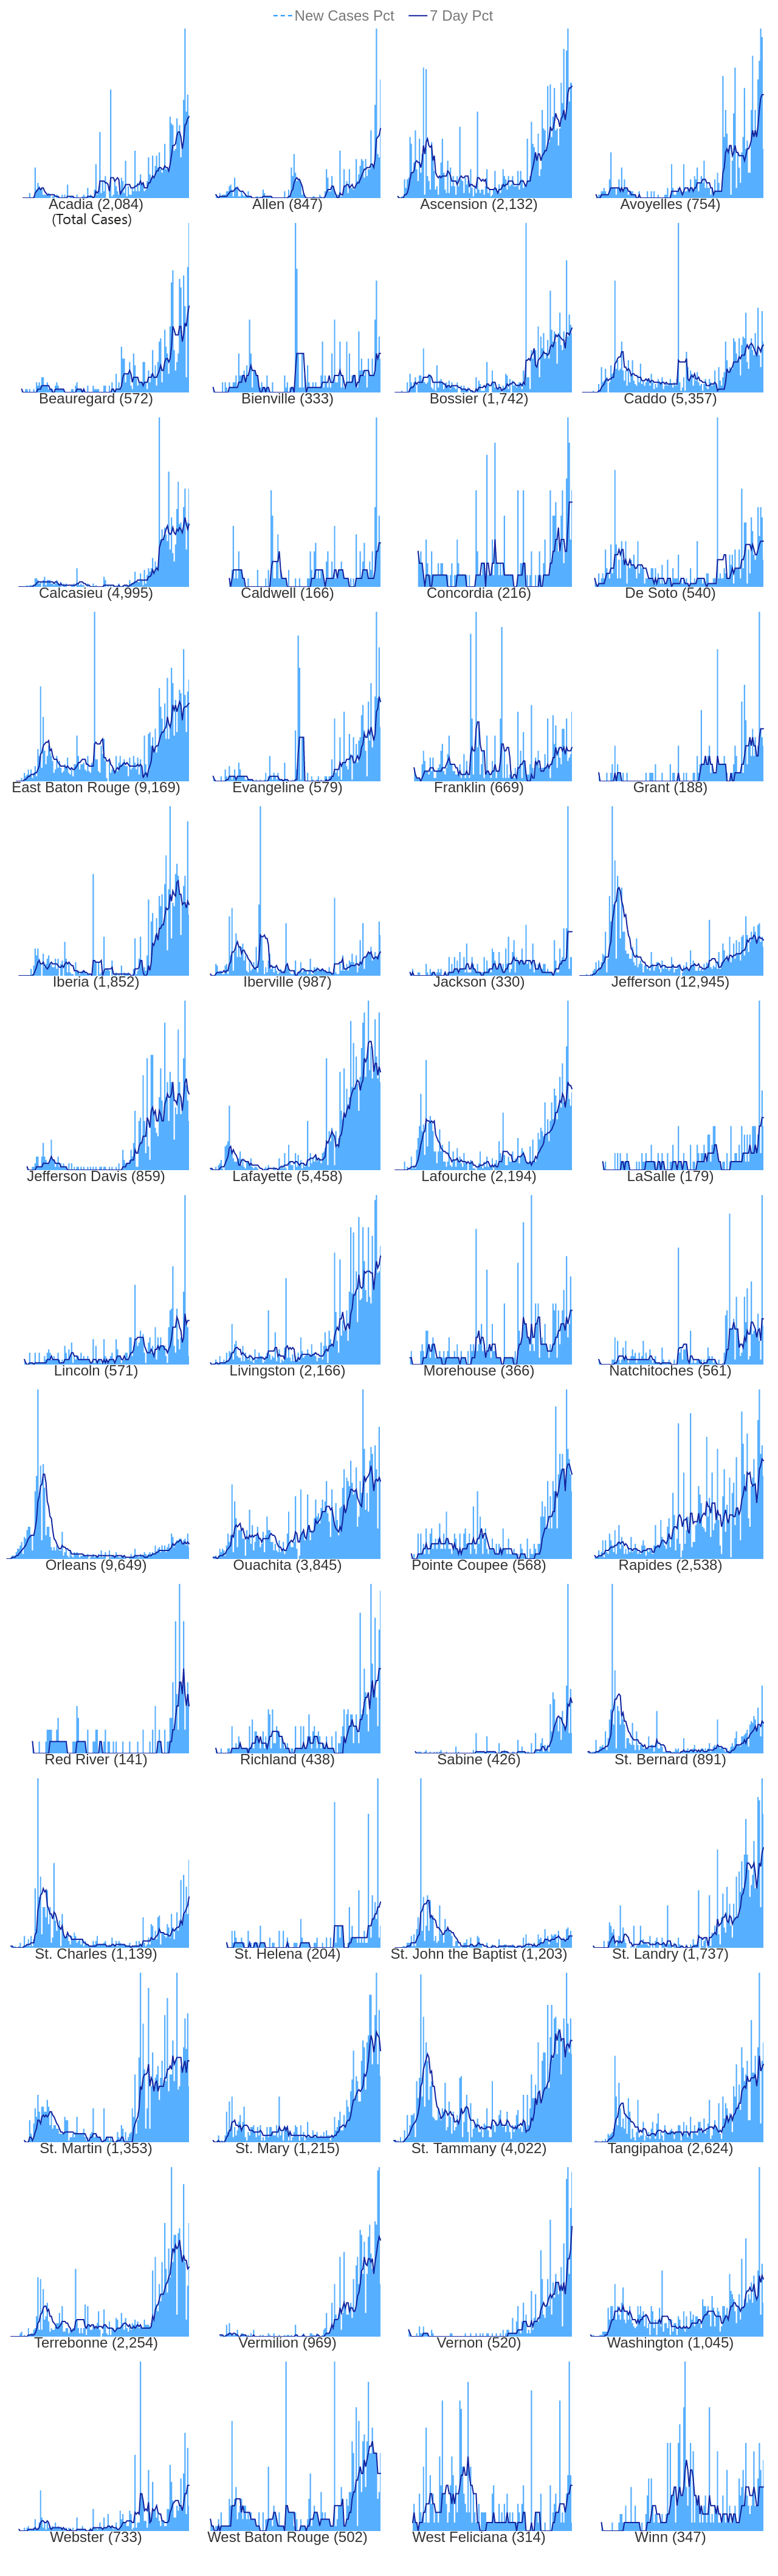 New Cases Pct 7 Day Pct
Acadia (2,084) Allen (847) Ascension (2,132) Avoyelles (754)
(Total Cases)
Beauregard (572) Bienville (333) Bossier (1,742) Caddo (5,357)
Calcasieu (4,995) Caldwell (166) Concordia (216) De Soto (540)
East Baton Rouge (9,169) Evangeline (579) Franklin (669) Grant (188)
Iberia (1,852) Iberville (987) Jackson (330) Jefferson (12,945)
Jefferson Davis (859) Lafayette (5,458) Lafourche (2,194) LaSalle (179)
Lincoln (571) Livingston (2,166) Morehouse (366) Natchitoches (561)
Orleans (9,649) Ouachita (3,845) Pointe Coupee (568) Rapides (2,538)
Red River (141) Richland (438) Sabine (426) St. Bernard (891)
St. Charles (1,139) St. Helena (204) St. John the Baptist (1,203) St. Landry (1,737)
St. Martin (1,353) St. Mary (1,215) St. Tammany (4,022) Tangipahoa (2,624)
Terrebonne (2,254) Vermilion (969) Vernon (520) Washington (1,045)
Webster (733) West Baton Rouge (502) West Feliciana (314) Winn (347)